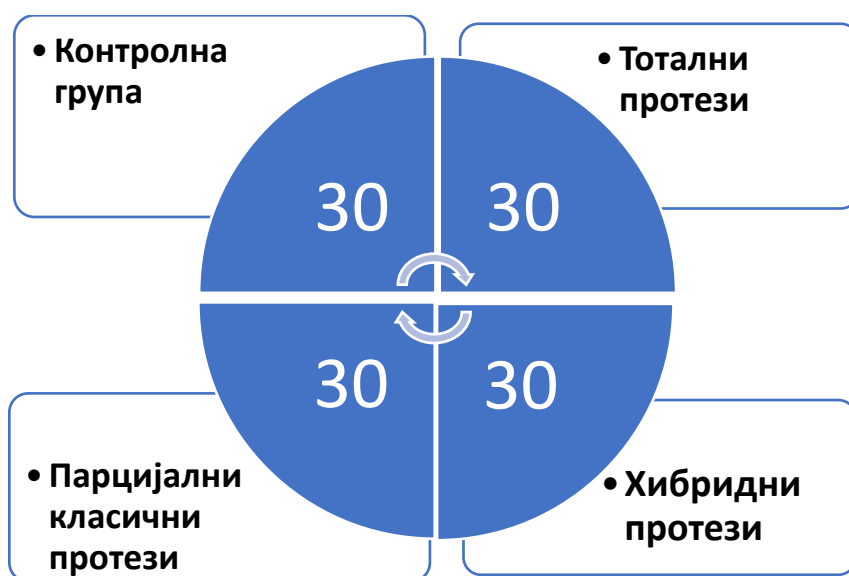 • Контролна
група
• Тотални
протези
30
30
30
30
• Парцијални
класични
протези
• Хибридни
протези